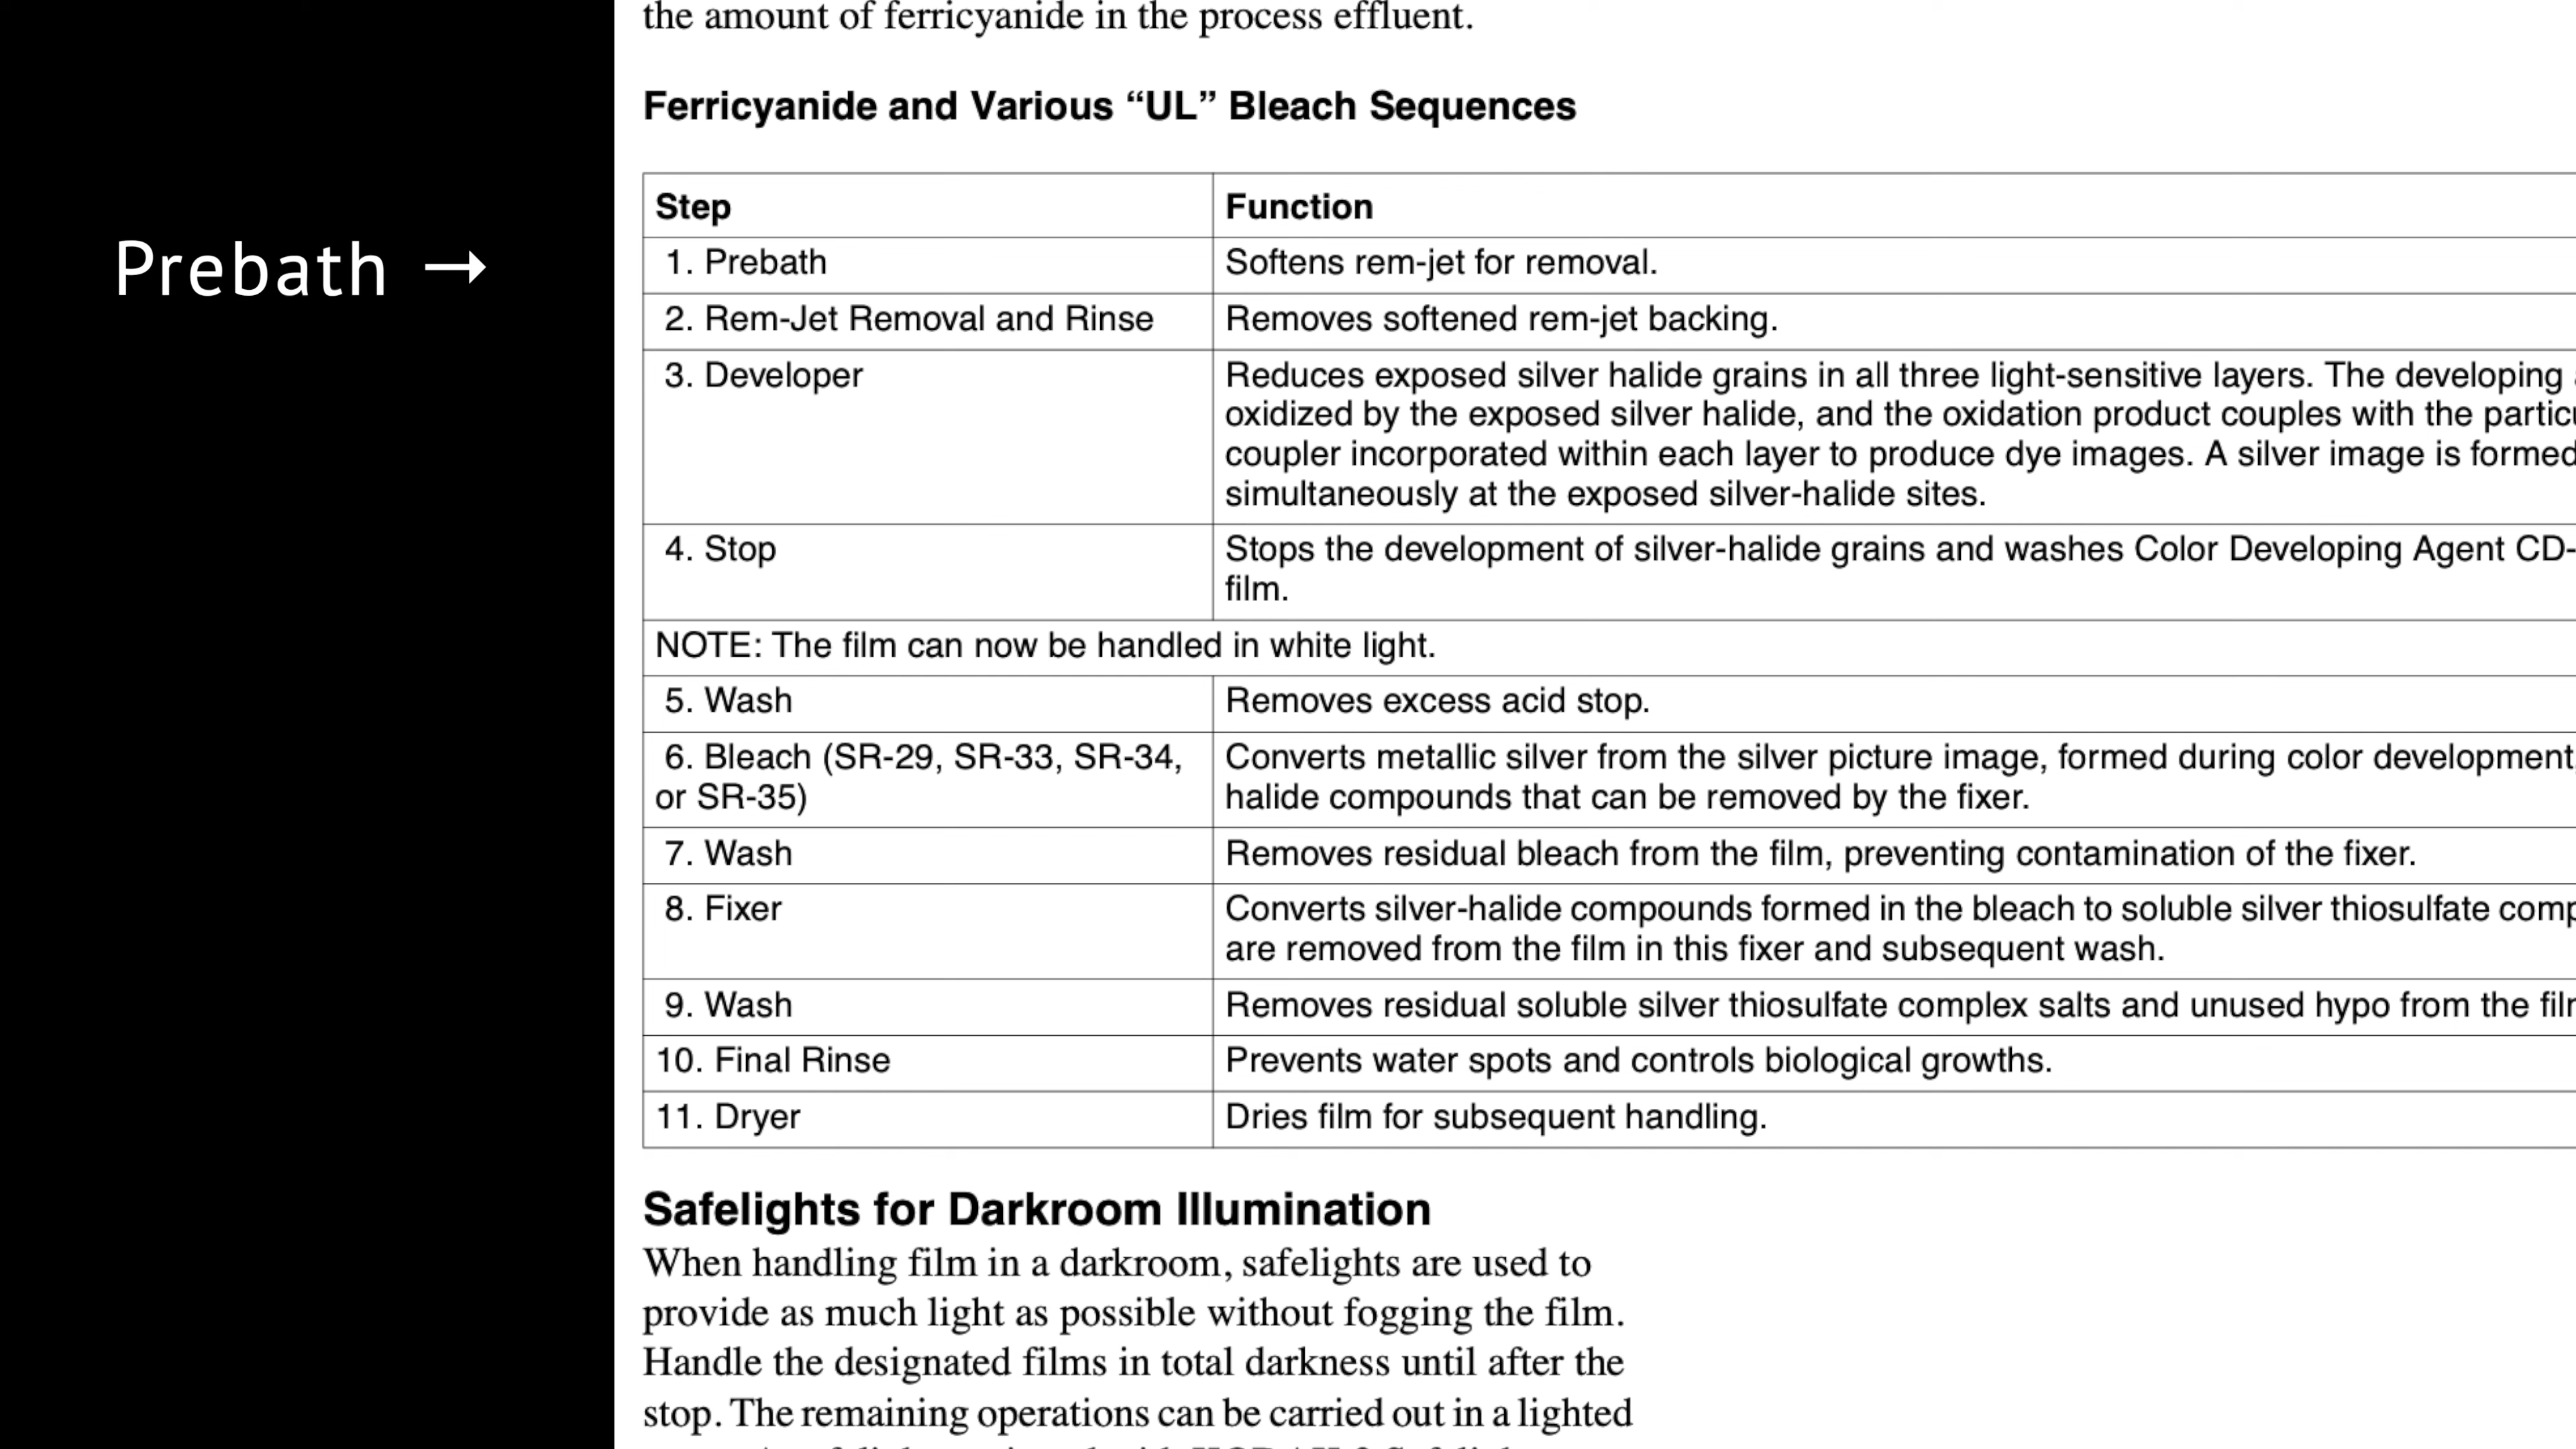 the amount of ferricyanide in the process effluent.
Ferricyanide and Various “UL” Bleach Sequences
Prebath →
Step Function
1. Prebath Softens rem-jet for removal.
2. Rem-Jet Removal and Rinse Removes softened rem-jet backing.
3. Developer Reduces exposed silver halide grains in all three light-sensitive layers. The developing
oxidized by the exposed silver halide, and the oxidation product couples with the
coupler incorporated within each layer to produce dye images. A silver image is formed
simultaneously at the exposed silver-halide sites.
4. Stop Stops the development of silver-halide grains and washes Color Developing Agent CD-
film.
NOTE: The film can now be handled in white light.
5. Wash Removes excess acid stop.
6. Bleach (SR-29, SR-33, SR-34, Converts metallic silver from the silver picture image, formed during color development
or SR-35) halide compounds that can be removed by the fixer.
7. Wash Removes residual bleach from the film, preventing contamination of the fixer.
8. Fixer Converts silver-halide compounds formed in the bleach to soluble silver thiosulfate
are removed from the film in this fixer and subsequent wash.
9. Wash Removes residual soluble silver thiosulfate complex salts and unused hypo from the
10. Final Rinse Prevents water spots and controls biological growths.
11. Dryer Dries film for subsequent handling.
Safelights for Darkroom Illumination
When handling film in a darkroom, safelights are used to
provide as much light as possible without fogging the film.
Handle the designated films in total darkness until after the
stop. The remaining operations can be carried out in a lighted